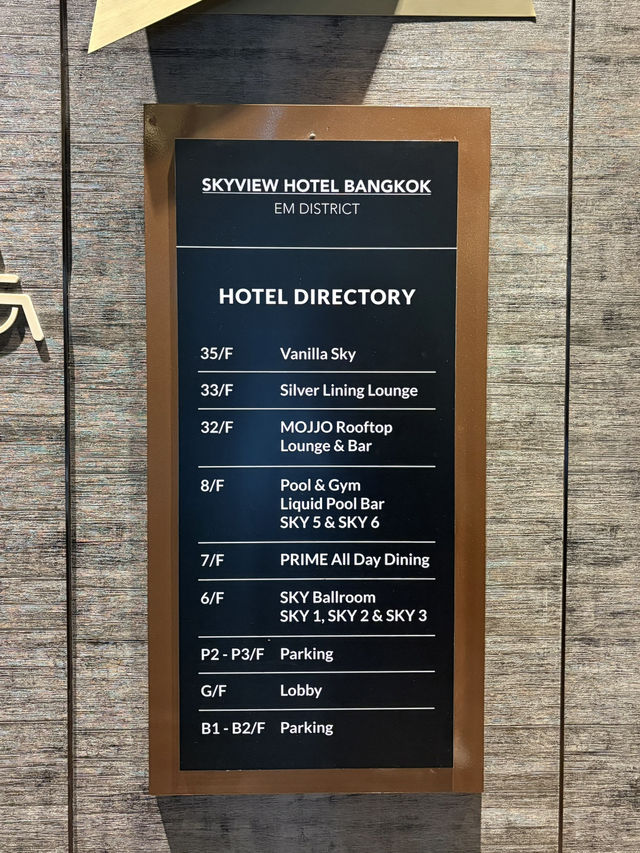 SKYVIEW HOTEL BANGKOK
EM DISTRICT
HOTEL DIRECTORY
35/F Vanilla Sky
33/F Silver Lining Lounge
32/F MOJJO Rooftop
Lounge & Bar
8/F Pool & Gym
Liquid Pool Bar
SKY 5 & SKY 6
7/F PRIME All Day Dining
6/F SKY Ballroom
SKY 1, SKY 2 & SKY 3
P2 - P3/F Parking
G/F Lobby
B1 - B2/F Parking